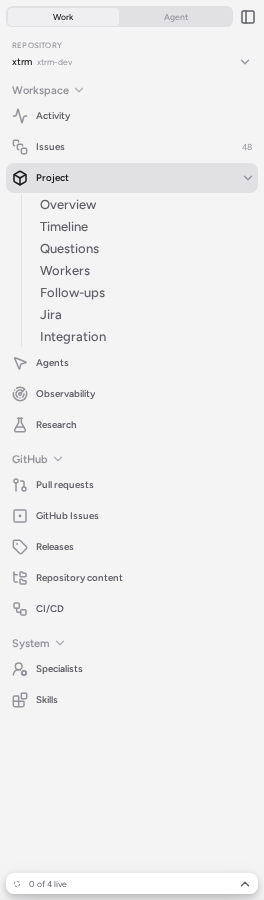 Work
Agent
REPOSITORY
xtrm xtrm-dev
Workspace
Activity
Issues 48
Project
Overview
Timeline
Questions
Workers
Follow-ups
Jira
Integration
Agents
Observability
Research
GitHub
Pull requests
GitHub Issues
Releases
Repository content
CI/CD
System
Specialists
Skills
0 of 4 live